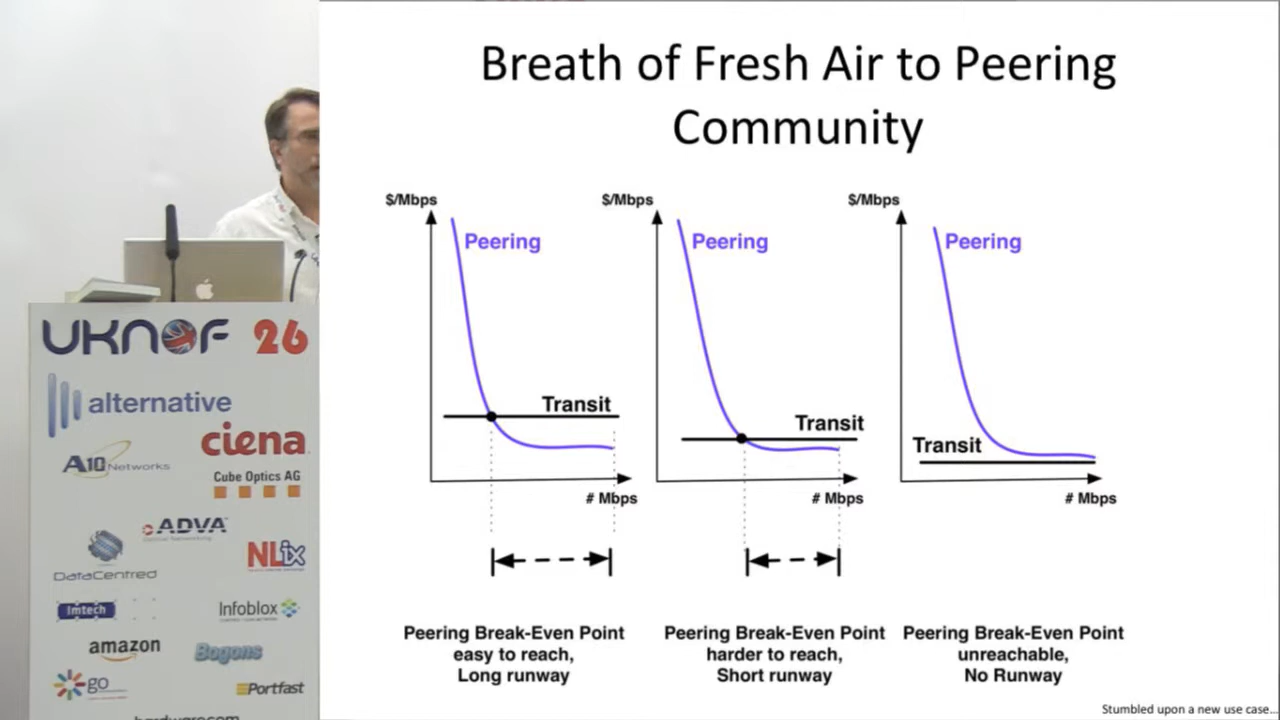 Breath of Fresh Air to Peering
Community
$/Mbps
Peering
Transit
# Mbps
$/Mbps
Peering
Transit
# Mbps
$/Mbps
Peering
Transit
# Mbps
Peering Break-Even Point
easy to reach,
Long runway
Peering Break-Even Point
harder to reach,
Short runway
Peering Break-Even Point
unreachable,
No Runway
Stumbled upon a new use case...
UKNOF 26
alternative
ciena
A10 Networks
Cube Optics AG
ADVA
DataCentred
NLix
Imtech
Infoblox
amazon
Bogons
go
Portfast